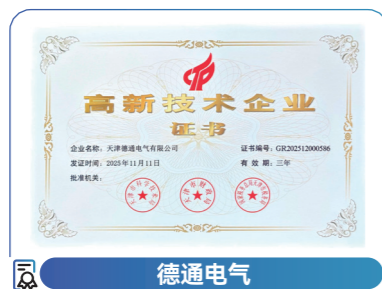 高新技术企业
证书
企业名称：天津德通电气有限公司
证书编号：GR202512000586
发证时间：2025年11月11日
有 效 期：三年
批准机关：
德通电气